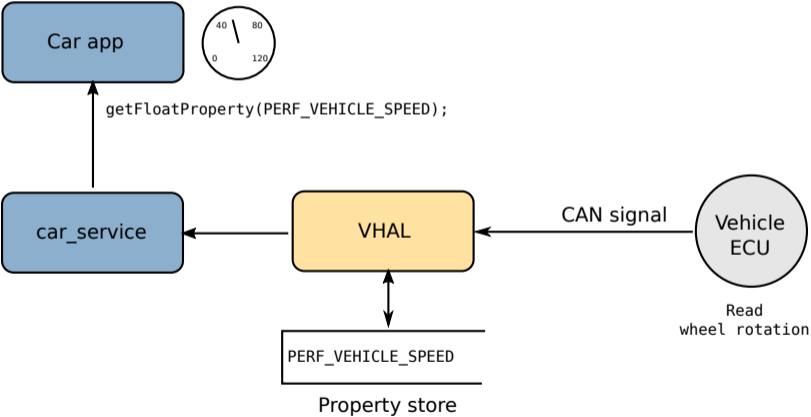 Car app
40 80
0 120
getFloatProperty(PERF_VEHICLE_SPEED);
car_service
VHAL
CAN signal
Vehicle
ECU
Read
wheel rotation
PERF_VEHICLE_SPEED
Property store